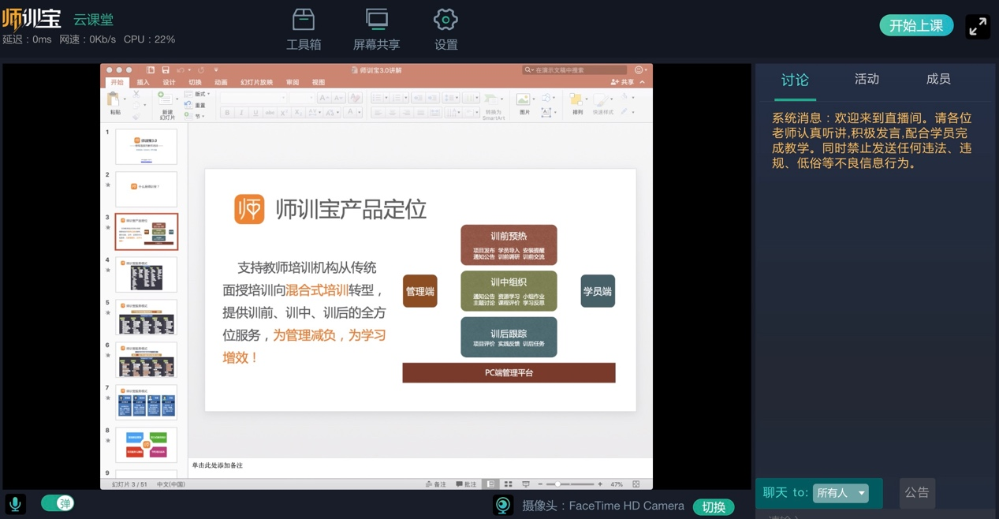 师训宝 云课堂
延迟：0ms 网速：0Kb/s CPU：22%
工具箱
屏幕共享
设置
开始上课
师训宝3.0讲解
在演示文稿中搜索
开始 插入 设计 切换 动画 幻灯片放映 审阅 视图
共享
粘贴
新建
幻灯片
版式
重置
节
转换为
SmartArt
图片
排列
快速样式
1
2
3
4
5
6
7
8
9
师训宝产品定位
支持教师培训机构从传统
面授培训向混合式培训转型，
提供训前、训中、训后的全方
位服务，为管理减负，为学习
增效！
管理端
训前预热
项目发布 学员导入 安装提醒
通知公告 训前调研 训前交流
训中组织
通知公告 资源学习 小组作业
主题讨论 课程评价 学习反思
训后跟踪
项目评价 实践反馈 训后任务
学员端
PC端管理平台
单击此处添加备注
幻灯片 3 / 51 中文(中国)
备注 批注 47%
弹
摄像头：FaceTime HD Camera 切换
讨论 活动 成员
系统消息：欢迎来到直播间。请各位
老师认真听讲,积极发言,配合学员完
成教学。同时禁止发送任何违法、违
规、低俗等不良信息行为。
聊天 to: 所有人
公告